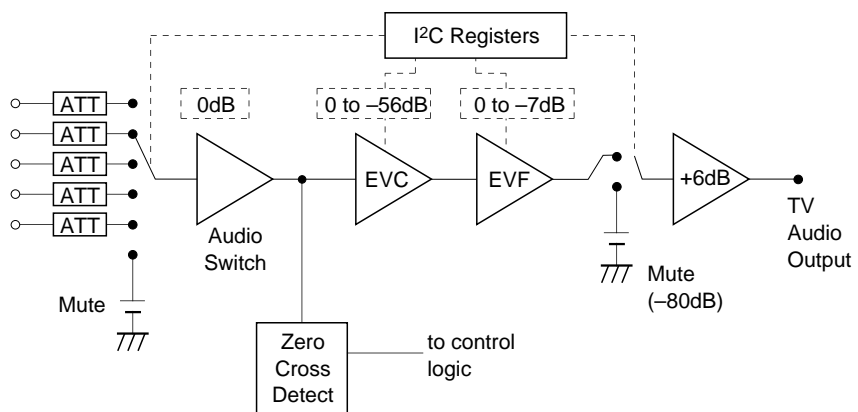 I²C Registers
ATT
ATT
ATT
ATT
ATT
0dB
0 to –56dB
0 to –7dB
EVC
EVF
+6dB
Audio
Switch
TV
Audio
Output
Mute
Mute
(–80dB)
Zero
Cross
Detect
to control
logic